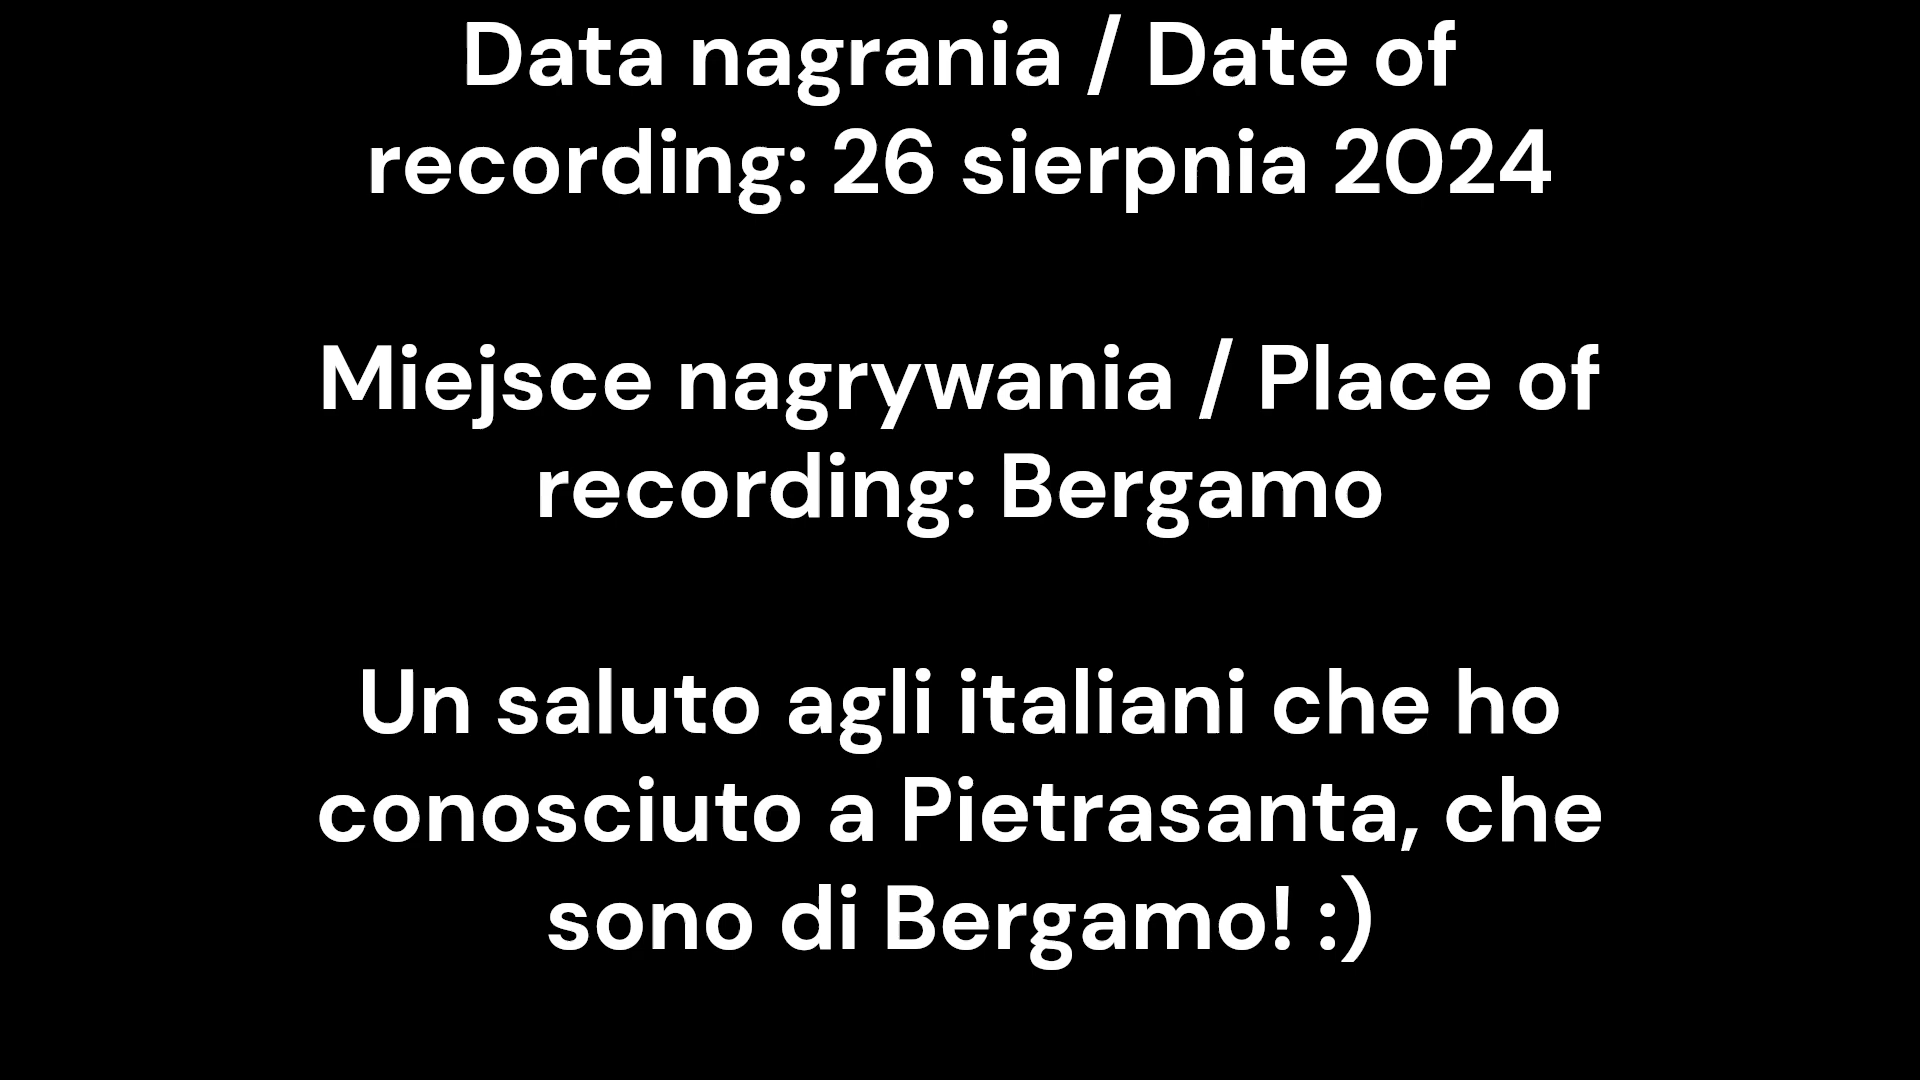 Data nagrania / Date of
recording: 26 sierpnia 2024
Miejsce nagrywania / Place of
recording: Bergamo
Un saluto agli italiani che ho
conosciuto a Pietrasanta, che
sono di Bergamo! :)